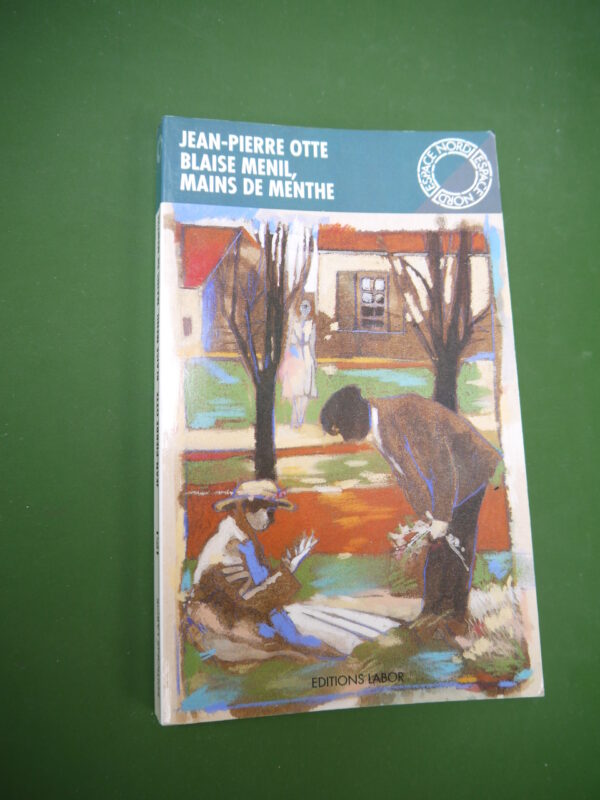 JEAN-PIERRE OTTE
BLAISE MENIL,
MAINS DE MENTHE
ESPACE NORD
ESPACE NORD
EDITIONS LABOR